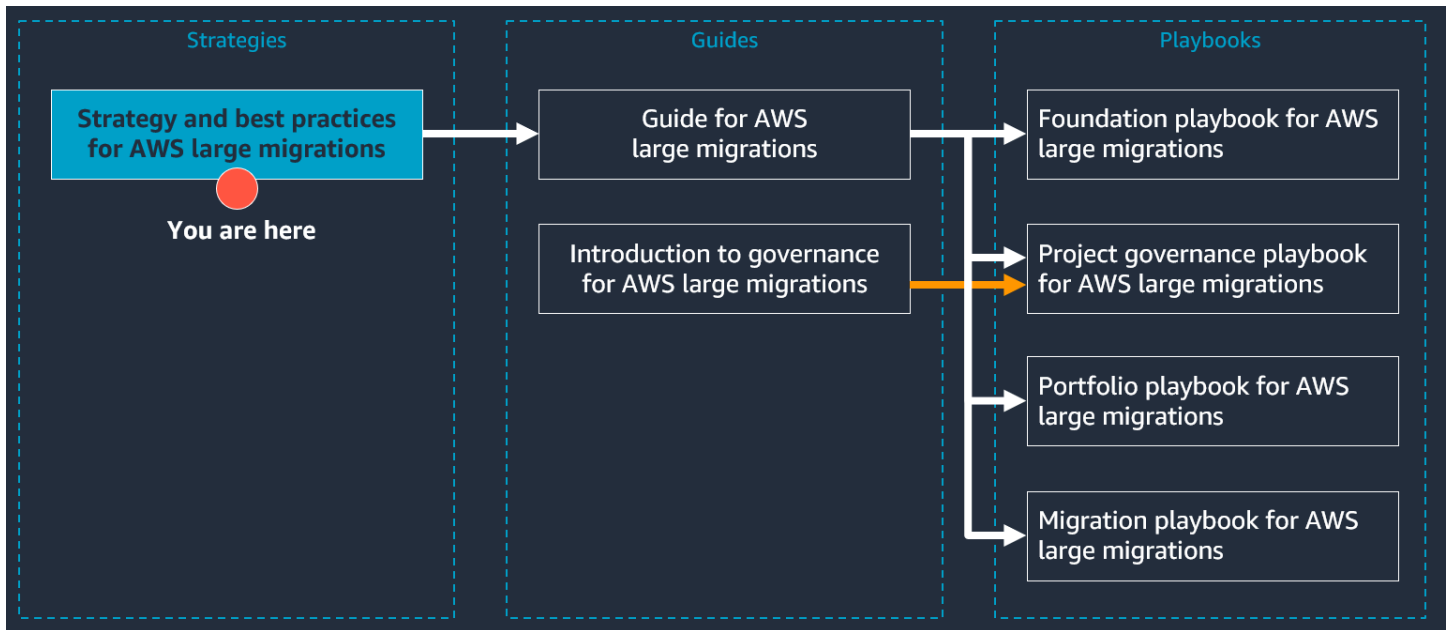 Strategies
Strategy and best practices
for AWS large migrations
You are here
Guides
Guide for AWS
large migrations
Introduction to governance
for AWS large migrations
Playbooks
Foundation playbook for AWS
large migrations
Project governance playbook
for AWS large migrations
Portfolio playbook for AWS
large migrations
Migration playbook for AWS
large migrations